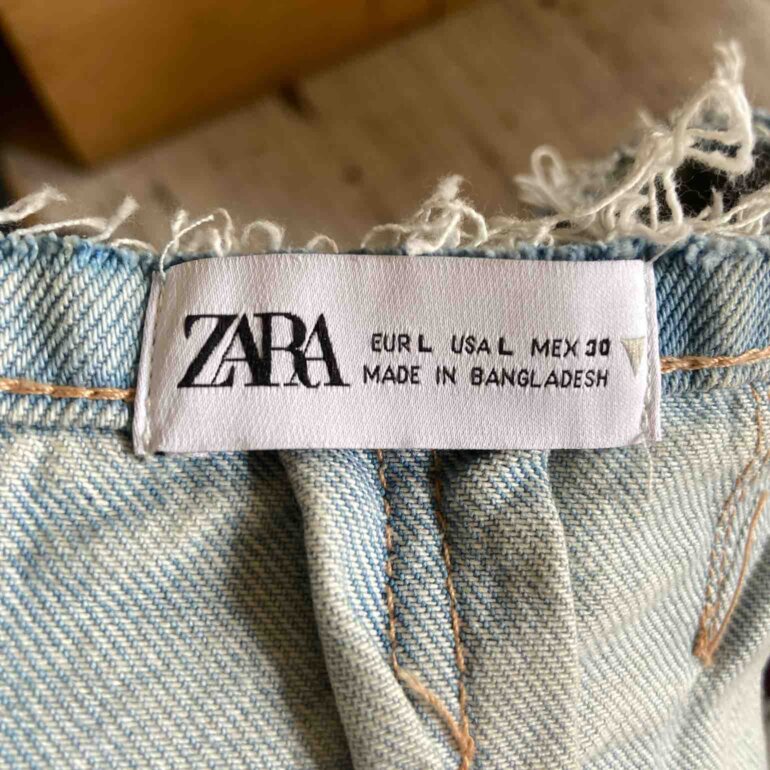 ZARA
EUR L USA L MEX 30
MADE IN BANGLADESH